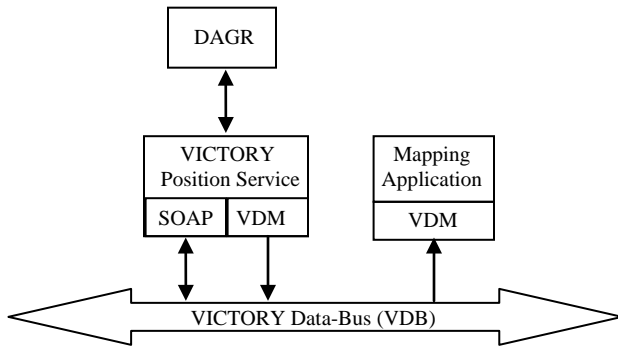 DAGR
VICTORY
Position Service
SOAP
VDM
Mapping
Application
VDM
VICTORY Data-Bus (VDB)